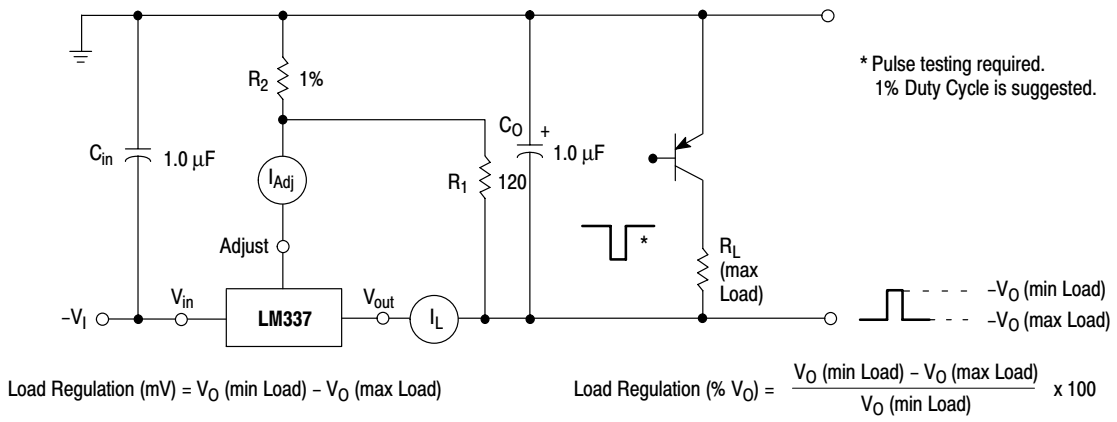 * Pulse testing required.
1% Duty Cycle is suggested.
R2 1%
CO +
1.0 μF
Cin 1.0 μF
IAdj
R1 120
Adjust
*
RL
(max
Load)
–VI
Vin
LM337
Vout
IL
–VO (min Load)
–VO (max Load)
Load Regulation (mV) = VO (min Load) – VO (max Load)
Load Regulation (% VO) = VO (min Load) – VO (max Load)
VO (min Load)
x 100